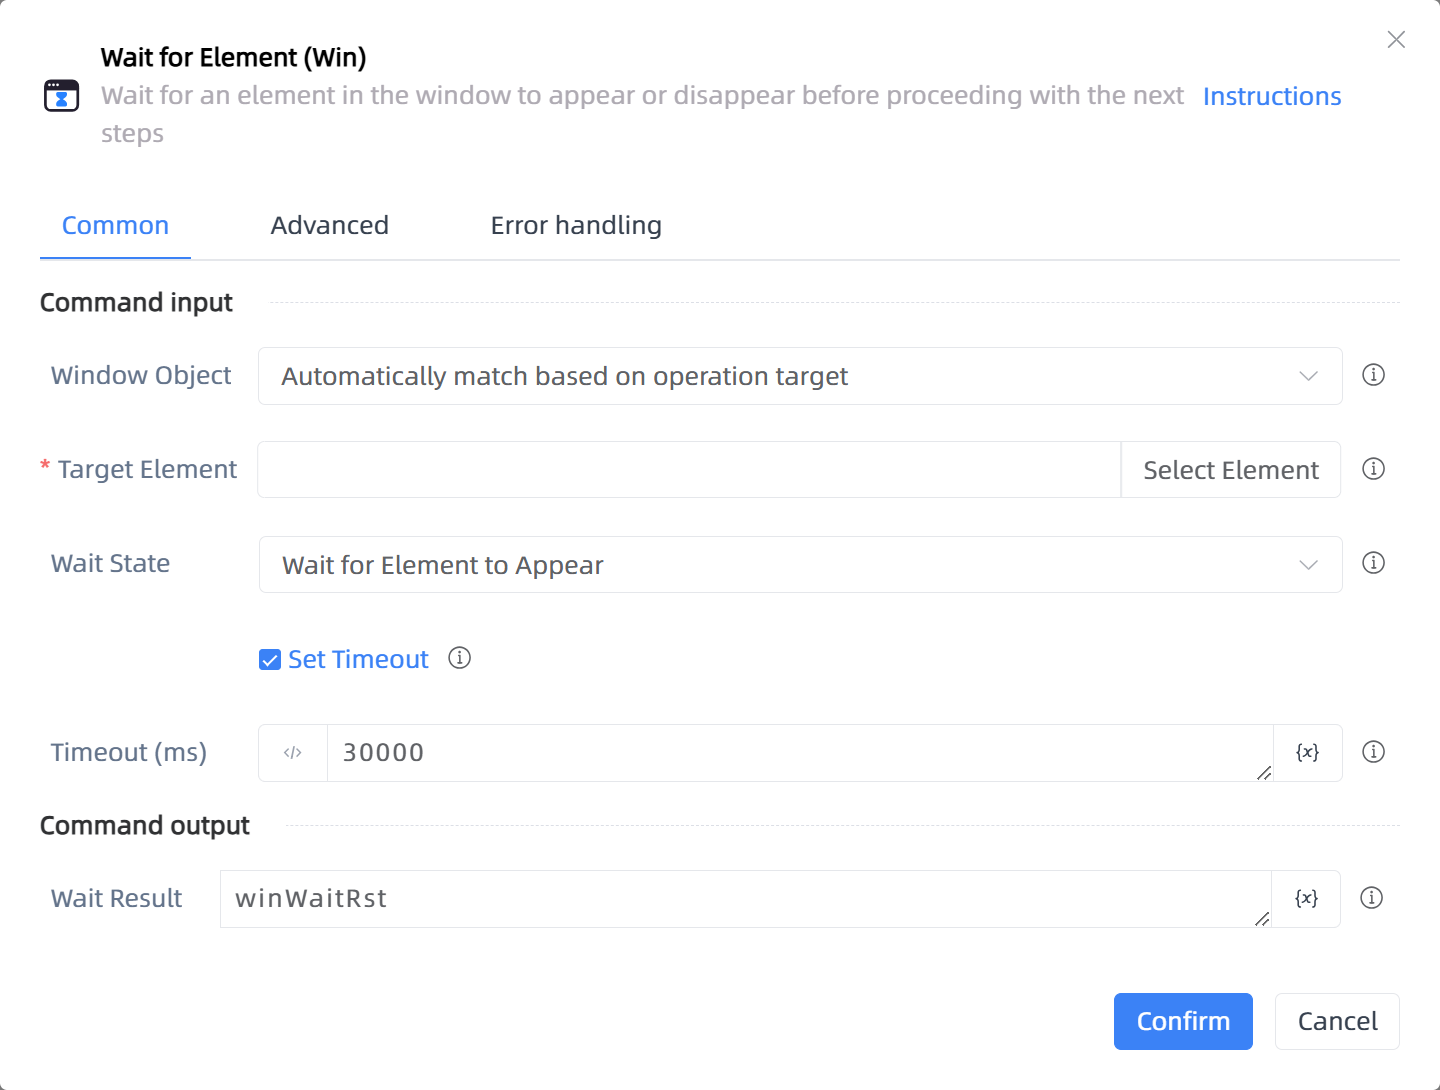 Wait for Element (Win)
Wait for an element in the window to appear or disappear before proceeding with the next
steps
Instructions
Common
Advanced
Error handling
Command input
Window Object
Automatically match based on operation target
* Target Element
Select Element
Wait State
Wait for Element to Appear
Set Timeout
Timeout (ms)
</>
30000
{x}
Command output
Wait Result
winWaitRst
{x}
Confirm
Cancel